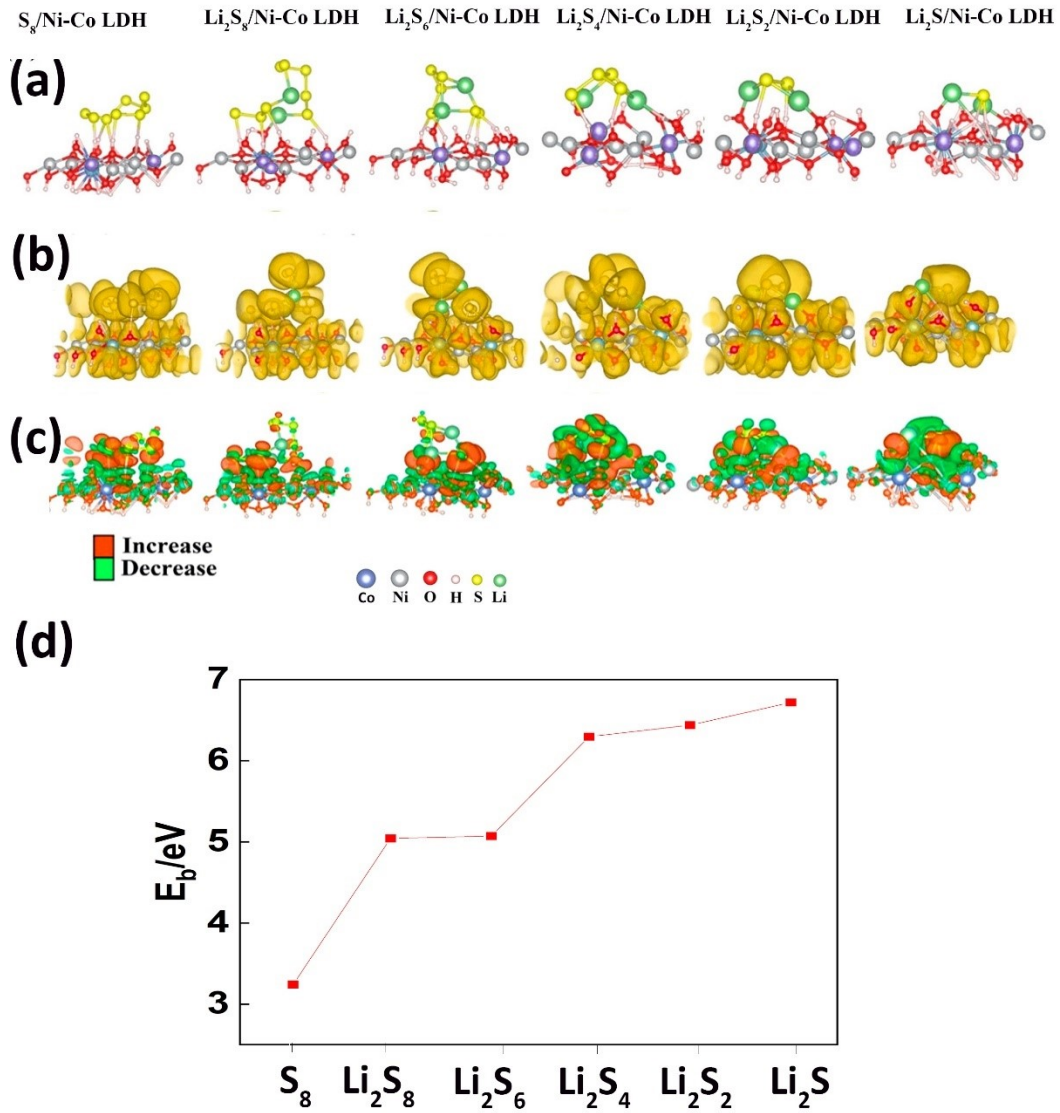 S₈/Ni-Co LDH Li₂S₈/Ni-Co LDH Li₂S₆/Ni-Co LDH Li₂S₄/Ni-Co LDH Li₂S₂/Ni-Co LDH Li₂S/Ni-Co LDH
(a)
(b)
(c)
Increase
Decrease
Co Ni O H S Li
(d)
7
6
5
4
3
E_b/eV
S₈ Li₂S₈ Li₂S₆ Li₂S₄ Li₂S₂ Li₂S